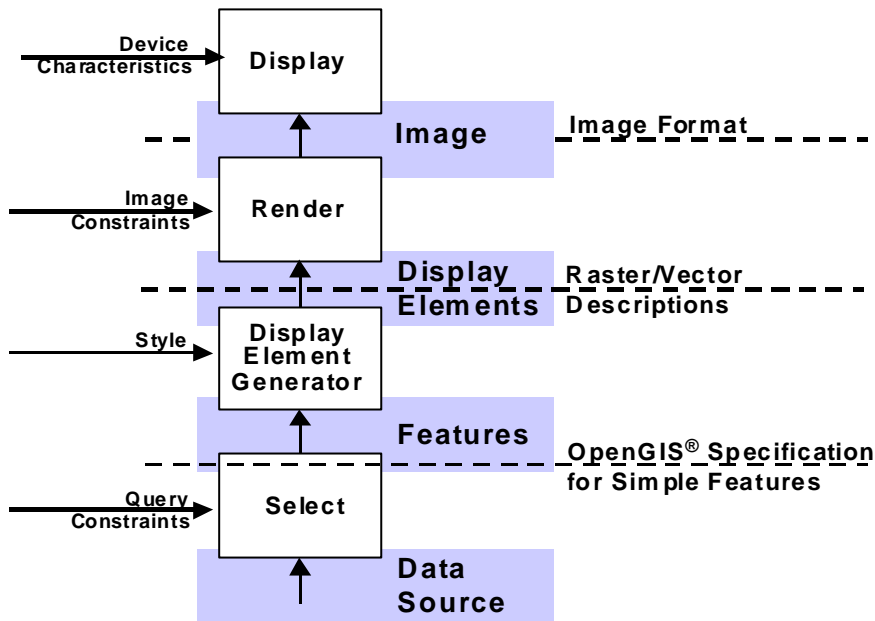 Device
Characteristics
Display
Image
Image Format
Image
Constraints
Render
Display
Elements
Raster/Vector
Descriptions
Style
Display
Element
Generator
Features
OpenGIS® Specification
for Simple Features
Query
Constraints
Select
Data
Source